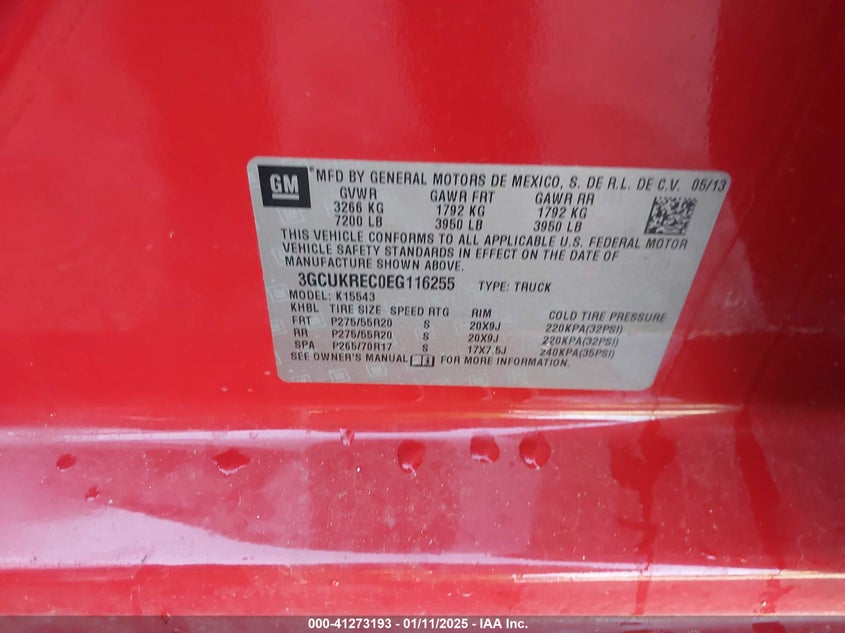 GM ®MFD BY GENERAL MOTORS DE MEXICO, S. DE R.L. DE C.V. 05/13
GVWR GAWR FRT GAWR RR
3266 KG 1792 KG 1792 KG
7200 LB 3950 LB 3950 LB
THIS VEHICLE CONFORMS TO ALL APPLICABLE U.S. FEDERAL MOTOR
VEHICLE SAFETY STANDARDS IN EFFECT ON THE DATE OF
MANUFACTURE SHOWN ABOVE.
3GCUKREC0EG116255 TYPE: TRUCK
MODEL: K15543
KHBL TIRE SIZE SPEED RTG RIM COLD TIRE PRESSURE
FRT P275/55R20 S 20X9J 220KPA(32PSI)
RR P275/55R20 S 20X9J 220KPA(32PSI)
SPA P265/70R17 S 17X7.5J 240KPA(35PSI)
SEE OWNER'S MANUAL FOR MORE INFORMATION.
000-41273193 - 01/11/2025 - IAA Inc.